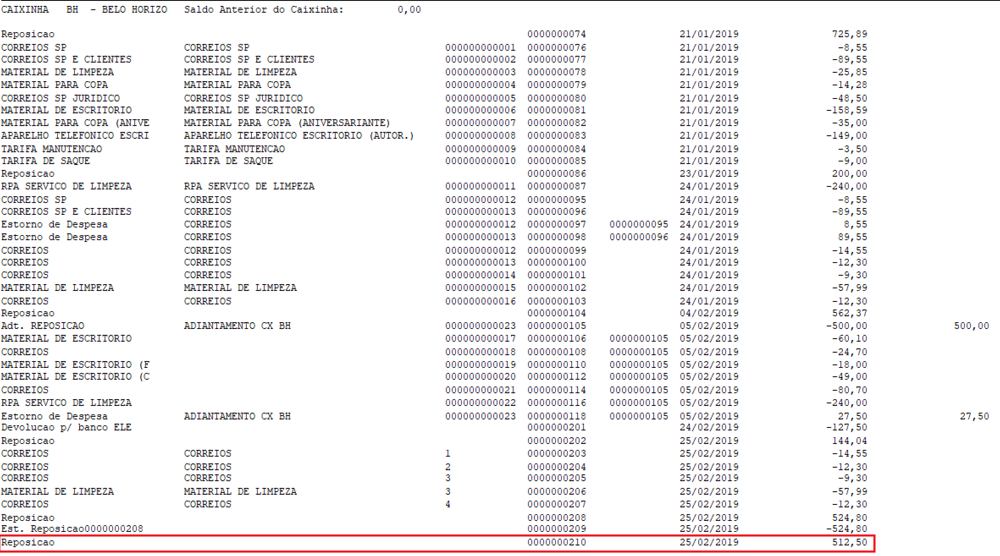 CAIXINHA BH - BELO HORIZO Saldo Anterior do Caixinha: 0,00
Reposicao 0000000074 21/01/2019 725,89
CORREIOS SP CORREIOS SP 000000000001 0000000076 21/01/2019 -8,55
CORREIOS SP E CLIENTES CORREIOS SP E CLIENTES 000000000002 0000000077 21/01/2019 -89,55
MATERIAL DE LIMPEZA MATERIAL DE LIMPEZA 000000000003 0000000078 21/01/2019 -25,85
MATERIAL PARA COPA MATERIAL PARA COPA 000000000004 0000000079 21/01/2019 -14,28
CORREIOS SP JURIDICO CORREIOS SP JURIDICO 000000000005 0000000080 21/01/2019 -48,50
MATERIAL DE ESCRITORIO MATERIAL DE ESCRITORIO 000000000006 0000000081 21/01/2019 -158,59
MATERIAL PARA COPA (ANIVE MATERIAL PARA COPA (ANIVERSARIANTE) 000000000007 0000000082 21/01/2019 -35,00
APARELHO TELEFONICO ESCRI APARELHO TELEFONICO ESCRITORIO (AUTOR.) 000000000008 0000000083 21/01/2019 -149,00
TARIFA MANUTENCAO TARIFA MANUTENCAO 000000000009 0000000084 21/01/2019 -3,50
TARIFA DE SAQUE TARIFA DE SAQUE 000000000010 0000000085 21/01/2019 -9,00
Reposicao 0000000086 23/01/2019 200,00
RPA SERVICO DE LIMPEZA RPA SERVICO DE LIMPEZA 000000000011 0000000087 24/01/2019 -240,00
CORREIOS SP CORREIOS 000000000012 0000000095 24/01/2019 -8,55
CORREIOS SP E CLIENTES CORREIOS 000000000013 0000000096 24/01/2019 -89,55
Estorno de Despesa CORREIOS 000000000012 0000000097 0000000095 24/01/2019 8,55
Estorno de Despesa CORREIOS 000000000013 0000000098 0000000096 24/01/2019 89,55
CORREIOS CORREIOS 000000000012 0000000099 24/01/2019 -14,55
CORREIOS CORREIOS 000000000013 0000000100 24/01/2019 -12,30
CORREIOS CORREIOS 000000000014 0000000101 24/01/2019 -9,30
MATERIAL DE LIMPEZA MATERIAL DE LIMPEZA 000000000015 0000000102 24/01/2019 -57,99
CORREIOS CORREIOS 000000000016 0000000103 24/01/2019 -12,30
Reposicao 0000000104 04/02/2019 562,37
Adt. REPOSICAO ADIANTAMENTO CX BH 000000000023 0000000105 05/02/2019 -500,00 500,00
MATERIAL DE ESCRITORIO 000000000017 0000000106 0000000105 05/02/2019 -60,10
CORREIOS 000000000018 0000000108 0000000105 05/02/2019 -24,70
MATERIAL DE ESCRITORIO (F 000000000019 0000000110 0000000105 05/02/2019 -18,00
MATERIAL DE ESCRITORIO (C 000000000020 0000000112 0000000105 05/02/2019 -49,00
CORREIOS 000000000021 0000000114 0000000105 05/02/2019 -80,70
RPA SERVICO DE LIMPEZA 000000000022 0000000116 0000000105 05/02/2019 -240,00
Estorno de Despesa ADIANTAMENTO CX BH 000000000023 0000000118 0000000105 05/02/2019 27,50 27,50
Devolucao p/ banco ELE 0000000201 24/02/2019 -127,50
Reposicao 0000000202 25/02/2019 144,04
CORREIOS CORREIOS 1 0000000203 25/02/2019 -14,55
CORREIOS CORREIOS 2 0000000204 25/02/2019 -12,30
CORREIOS CORREIOS 3 0000000205 25/02/2019 -9,30
MATERIAL DE LIMPEZA MATERIAL DE LIMPEZA 3 0000000206 25/02/2019 -57,99
CORREIOS CORREIOS 4 0000000207 25/02/2019 -12,30
Reposicao 0000000208 25/02/2019 524,80
Est. Reposicao0000000208 0000000209 25/02/2019 -524,80
Reposicao 0000000210 25/02/2019 512,50